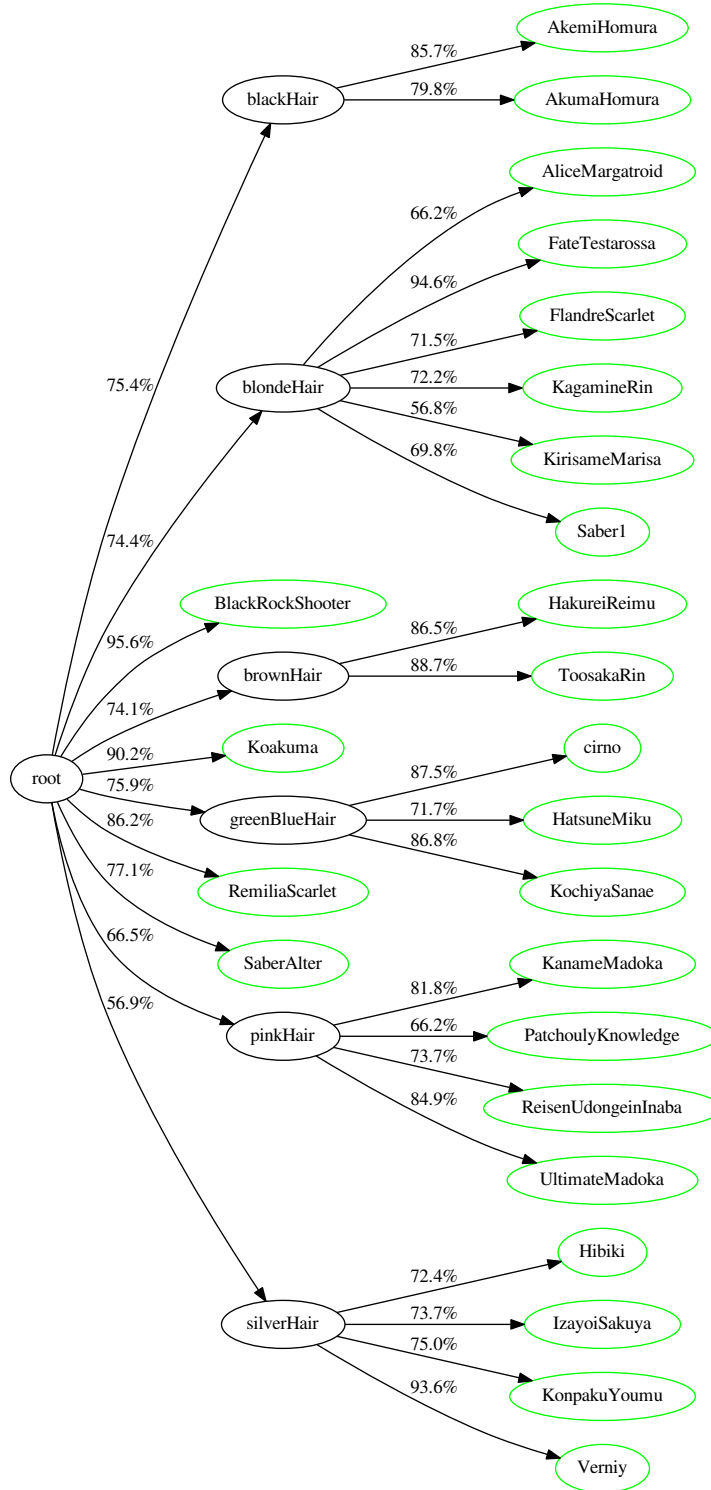 AkemiHomura
85.7%
blackHair
79.8%
AkumaHomura
AliceMargatroid
66.2%
FateTestarossa
94.6%
FlandreScarlet
71.5%
75.4%
blondeHair
72.2%
KagamineRin
56.8%
KirisameMarisa
69.8%
Saber1
74.4%
BlackRockShooter
HakureiReimu
95.6%
86.5%
brownHair
88.7%
ToosakaRin
74.1%
Koakuma
cirno
90.2%
root
75.9%
87.5%
greenBlueHair
71.7%
HatsuneMiku
86.2%
86.8%
RemiliaScarlet
KochiyaSanae
77.1%
SaberAlter
KanameMadoka
66.5%
81.8%
56.9%
pinkHair
66.2%
PatchoulyKnowledge
73.7%
ReisenUdongeinInaba
84.9%
UltimateMadoka
Hibiki
72.4%
silverHair
73.7%
IzayoiSakuya
75.0%
KonpakuYoumu
93.6%
Verniy